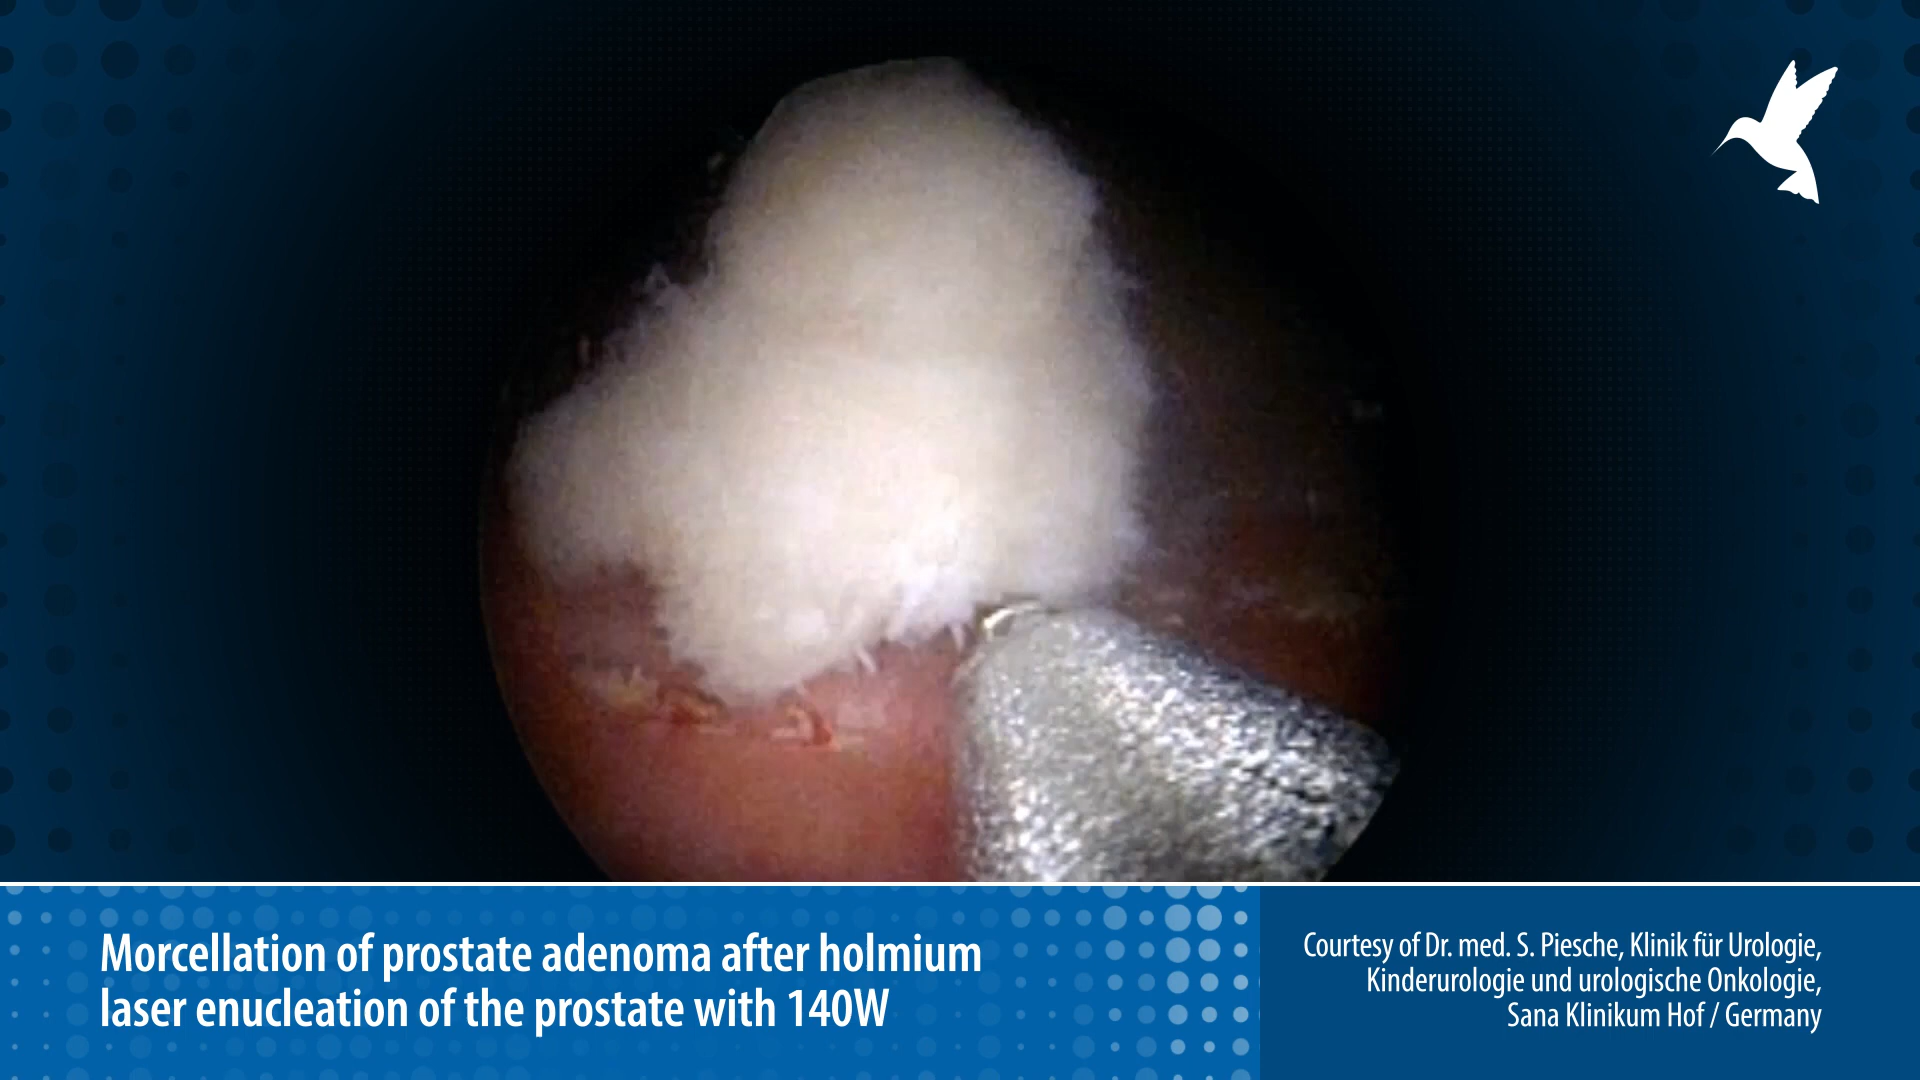 Morcellation of prostate adenoma after holmium
laser enucleation of the prostate with 140W
Courtesy of Dr. med. S. Piesche, Klinik für Urologie,
Kinderurologie und urologische Onkologie,
Sana Klinikum Hof / Germany